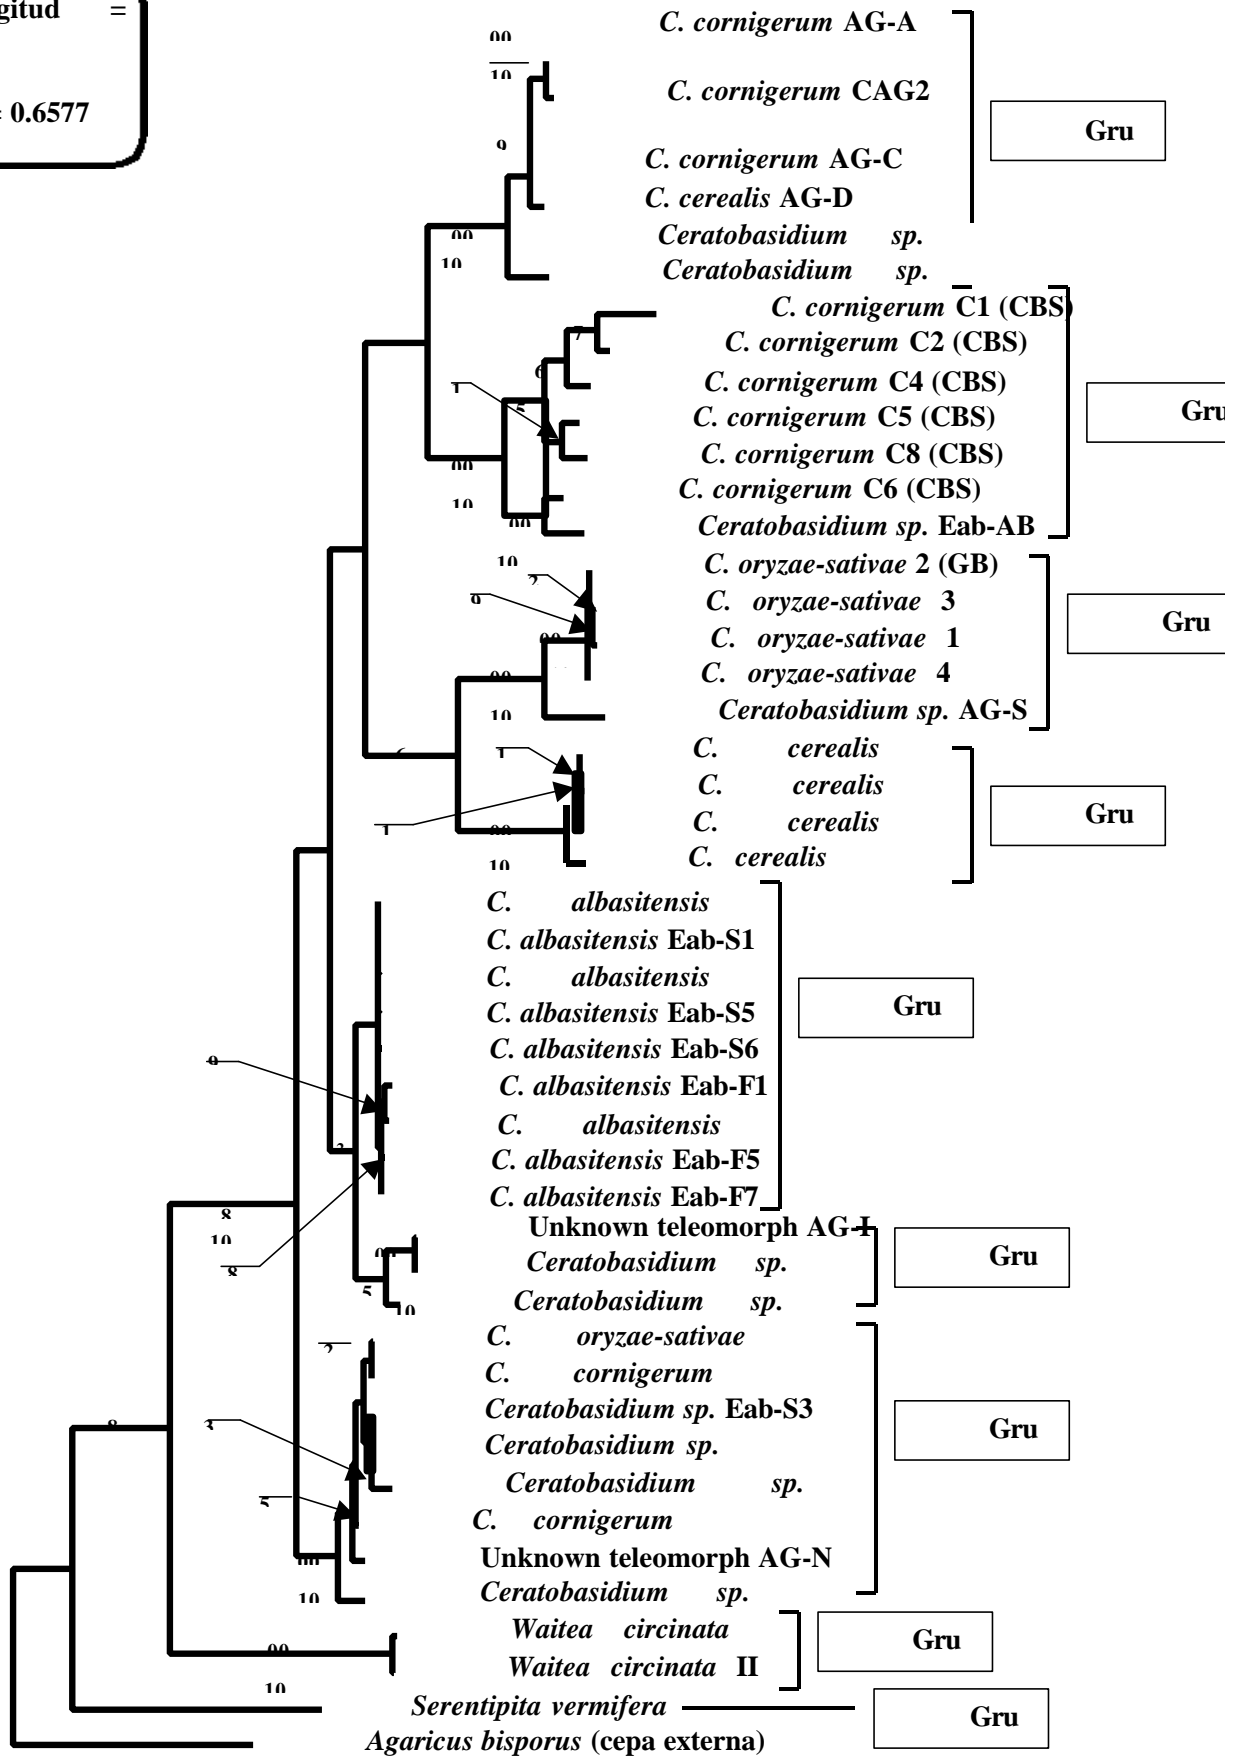 gitud =
= 0.6577
C. cornigerum AG-A
C. cornigerum CAG2
Gru
C. cornigerum AG-C
C. cerealis AG-D
Ceratobasidium sp.
Ceratobasidium sp.
C. cornigerum C1 (CBS)
C. cornigerum C2 (CBS)
C. cornigerum C4 (CBS)
Gru
C. cornigerum C5 (CBS)
C. cornigerum C8 (CBS)
C. cornigerum C6 (CBS)
Ceratobasidium sp. Eab-AB
C. oryzae-sativae 2 (GB)
C. oryzae-sativae 3
Gru
C. oryzae-sativae 1
C. oryzae-sativae 4
Ceratobasidium sp. AG-S
C. cerealis
C. cerealis
Gru
C. cerealis
C. cerealis
C. albasitensis
C. albasitensis Eab-S1
C. albasitensis
Gru
C. albasitensis Eab-S5
C. albasitensis Eab-S6
C. albasitensis Eab-F1
C. albasitensis
C. albasitensis Eab-F5
C. albasitensis Eab-F7
Unknown teleomorph AG-I
Ceratobasidium sp.
Gru
Ceratobasidium sp.
C. oryzae-sativae
C. cornigerum
Ceratobasidium sp. Eab-S3
Gru
Ceratobasidium sp.
Ceratobasidium sp.
C. cornigerum
Unknown teleomorph AG-N
Ceratobasidium sp.
Waitea circinata
Gru
Waitea circinata II
Serentipita vermifera
Gru
Agaricus bisporus (cepa externa)